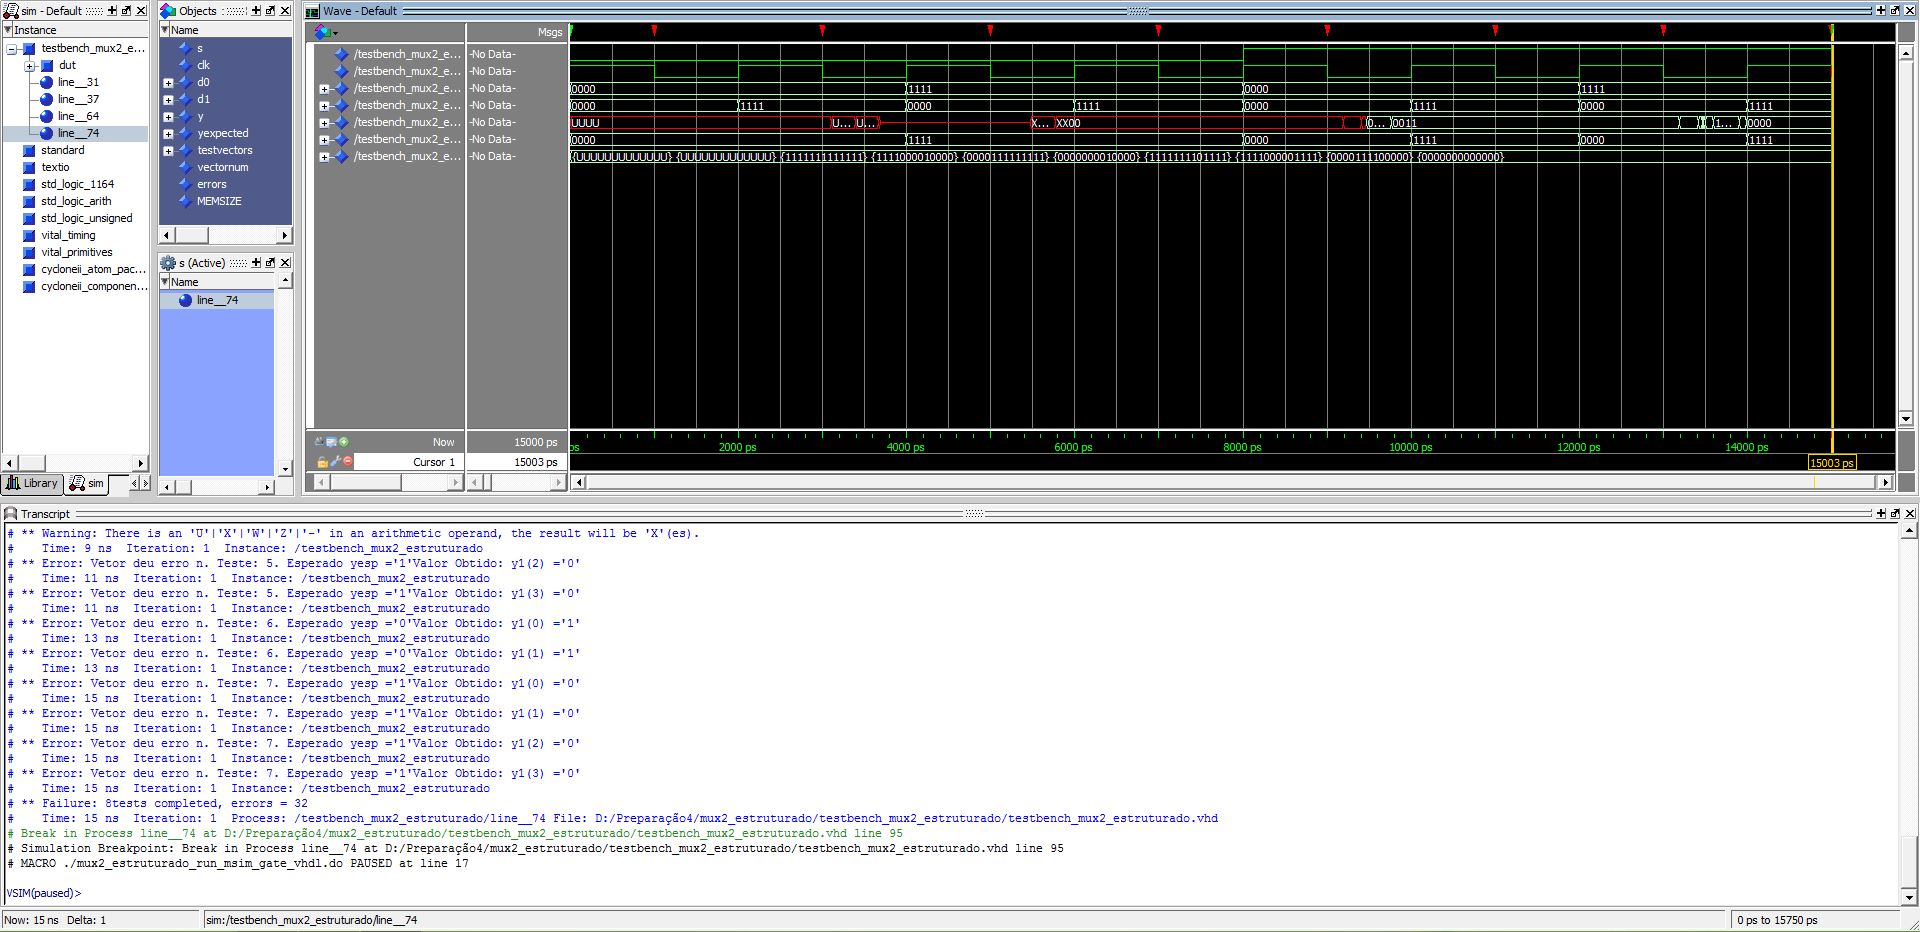 sim - Default
Instance
testbench_mux2_e...
dut
line__31
line__37
line__64
line__74
standard
textio
std_logic_1164
std_logic_arith
std_logic_unsigned
vital_timing
vital_primitives
cycloneii_atom_pac...
cycloneii_componen...
Library
sim
Objects
Name
s
clk
d0
d1
y
yexpected
testvectors
vectornum
errors
MEMSIZE
s (Active)
Name
line__74
Wave - Default
Msgs
/testbench_mux2_e... -No Data-
/testbench_mux2_e... -No Data-
/testbench_mux2_e... -No Data- 0000 1111 0000 1111
/testbench_mux2_e... -No Data- 0000 1111 0000 1111 0000 1111 0000 1111
/testbench_mux2_e... -No Data- UUUU U... U... X... XX00 0... 0011 1... 0000
/testbench_mux2_e... -No Data- 0000 1111 0000 1111 0000 1111
/testbench_mux2_e... -No Data- {UUUUUUUUUUUUU} {UUUUUUUUUUUUU} {1111111111111} {1111000010000} {0000111111111} {0000000010000} {1111111101111} {1111000001111} {0000111100000} {0000000000000}
Now 15000 ps
ps 2000 ps 4000 ps 6000 ps 8000 ps 10000 ps 12000 ps 14000 ps
Cursor 1 15003 ps
15003 ps
Transcript
# ** Warning: There is an 'U'|'X'|'W'|'Z'|'-' in an arithmetic operand, the result will be 'X'(es).
# Time: 9 ns Iteration: 1 Instance: /testbench_mux2_estruturado
# ** Error: Vetor deu erro n. Teste: 5. Esperado yesp ='1'Valor Obtido: y1(2) ='0'
# Time: 11 ns Iteration: 1 Instance: /testbench_mux2_estruturado
# ** Error: Vetor deu erro n. Teste: 5. Esperado yesp ='1'Valor Obtido: y1(3) ='0'
# Time: 11 ns Iteration: 1 Instance: /testbench_mux2_estruturado
# ** Error: Vetor deu erro n. Teste: 6. Esperado yesp ='0'Valor Obtido: y1(0) ='1'
# Time: 13 ns Iteration: 1 Instance: /testbench_mux2_estruturado
# ** Error: Vetor deu erro n. Teste: 6. Esperado yesp ='0'Valor Obtido: y1(1) ='1'
# Time: 13 ns Iteration: 1 Instance: /testbench_mux2_estruturado
# ** Error: Vetor deu erro n. Teste: 7. Esperado yesp ='1'Valor Obtido: y1(0) ='0'
# Time: 15 ns Iteration: 1 Instance: /testbench_mux2_estruturado
# ** Error: Vetor deu erro n. Teste: 7. Esperado yesp ='1'Valor Obtido: y1(1) ='0'
# Time: 15 ns Iteration: 1 Instance: /testbench_mux2_estruturado
# ** Error: Vetor deu erro n. Teste: 7. Esperado yesp ='1'Valor Obtido: y1(2) ='0'
# Time: 15 ns Iteration: 1 Instance: /testbench_mux2_estruturado
# ** Error: Vetor deu erro n. Teste: 7. Esperado yesp ='1'Valor Obtido: y1(3) ='0'
# Time: 15 ns Iteration: 1 Instance: /testbench_mux2_estruturado
# ** Failure: 8tests completed, errors = 32
# Time: 15 ns Iteration: 1 Process: /testbench_mux2_estruturado/line__74 File: D:/Preparação4/mux2_estruturado/testbench_mux2_estruturado/testbench_mux2_estruturado.vhd
# Break in Process line__74 at D:/Preparação4/mux2_estruturado/testbench_mux2_estruturado/testbench_mux2_estruturado.vhd line 95
# Simulation Breakpoint: Break in Process line__74 at D:/Preparação4/mux2_estruturado/testbench_mux2_estruturado/testbench_mux2_estruturado.vhd line 95
# MACRO ./mux2_estruturado_run_msim_gate_vhdl.do PAUSED at line 17
VSIM(paused)>
Now: 15 ns Delta: 1
sim:/testbench_mux2_estruturado/line__74
0 ps to 15750 ps